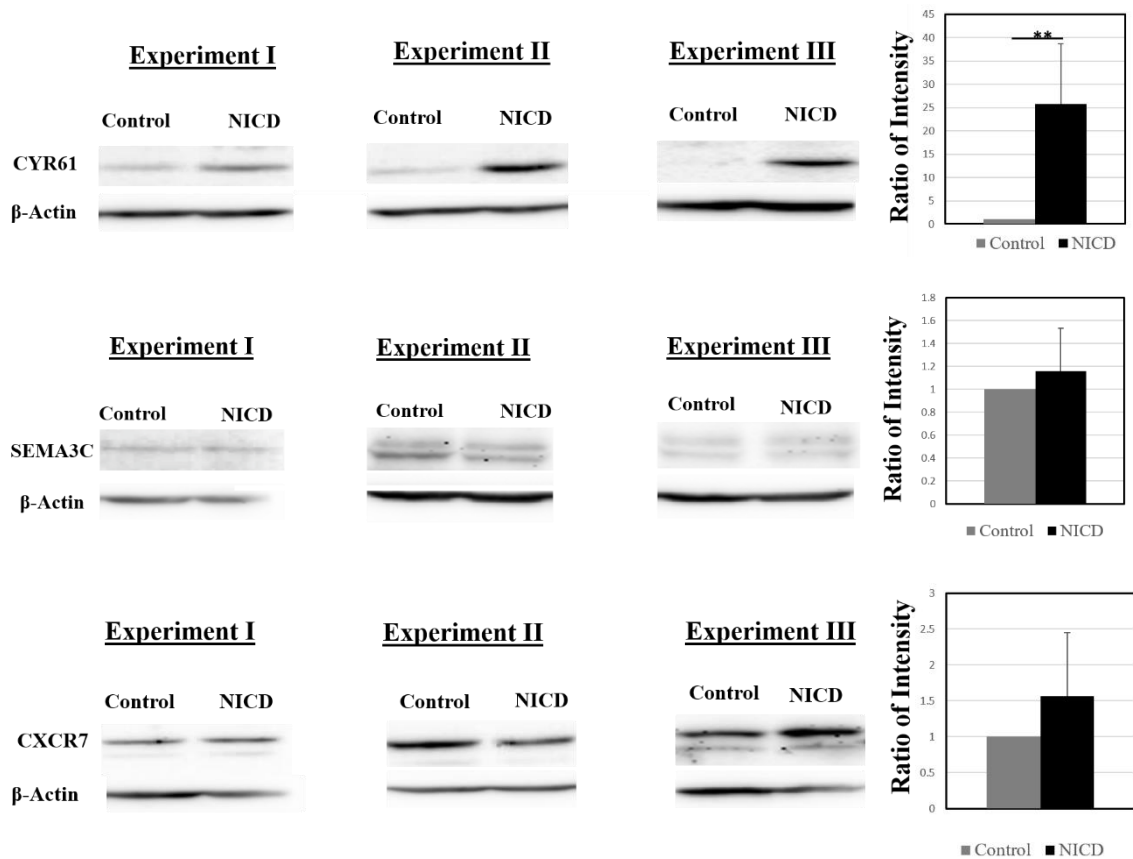 Experiment I
Experiment II
Experiment III
Control NICD
Control NICD
Control NICD
CYR61
β-Actin
Ratio of Intensity
45
40
35
30
25
20
15
10
5
0
**
Control NICD
Experiment I
Experiment II
Experiment III
Control NICD
Control NICD
Control NICD
SEMA3C
β-Actin
Ratio of Intensity
1.8
1.6
1.4
1.2
1
0.8
0.6
0.4
0.2
0
Control NICD
Experiment I
Experiment II
Experiment III
Control NICD
Control NICD
Control NICD
CXCR7
β-Actin
Ratio of Intensity
3
2.5
2
1.5
1
0.5
0
Control NICD